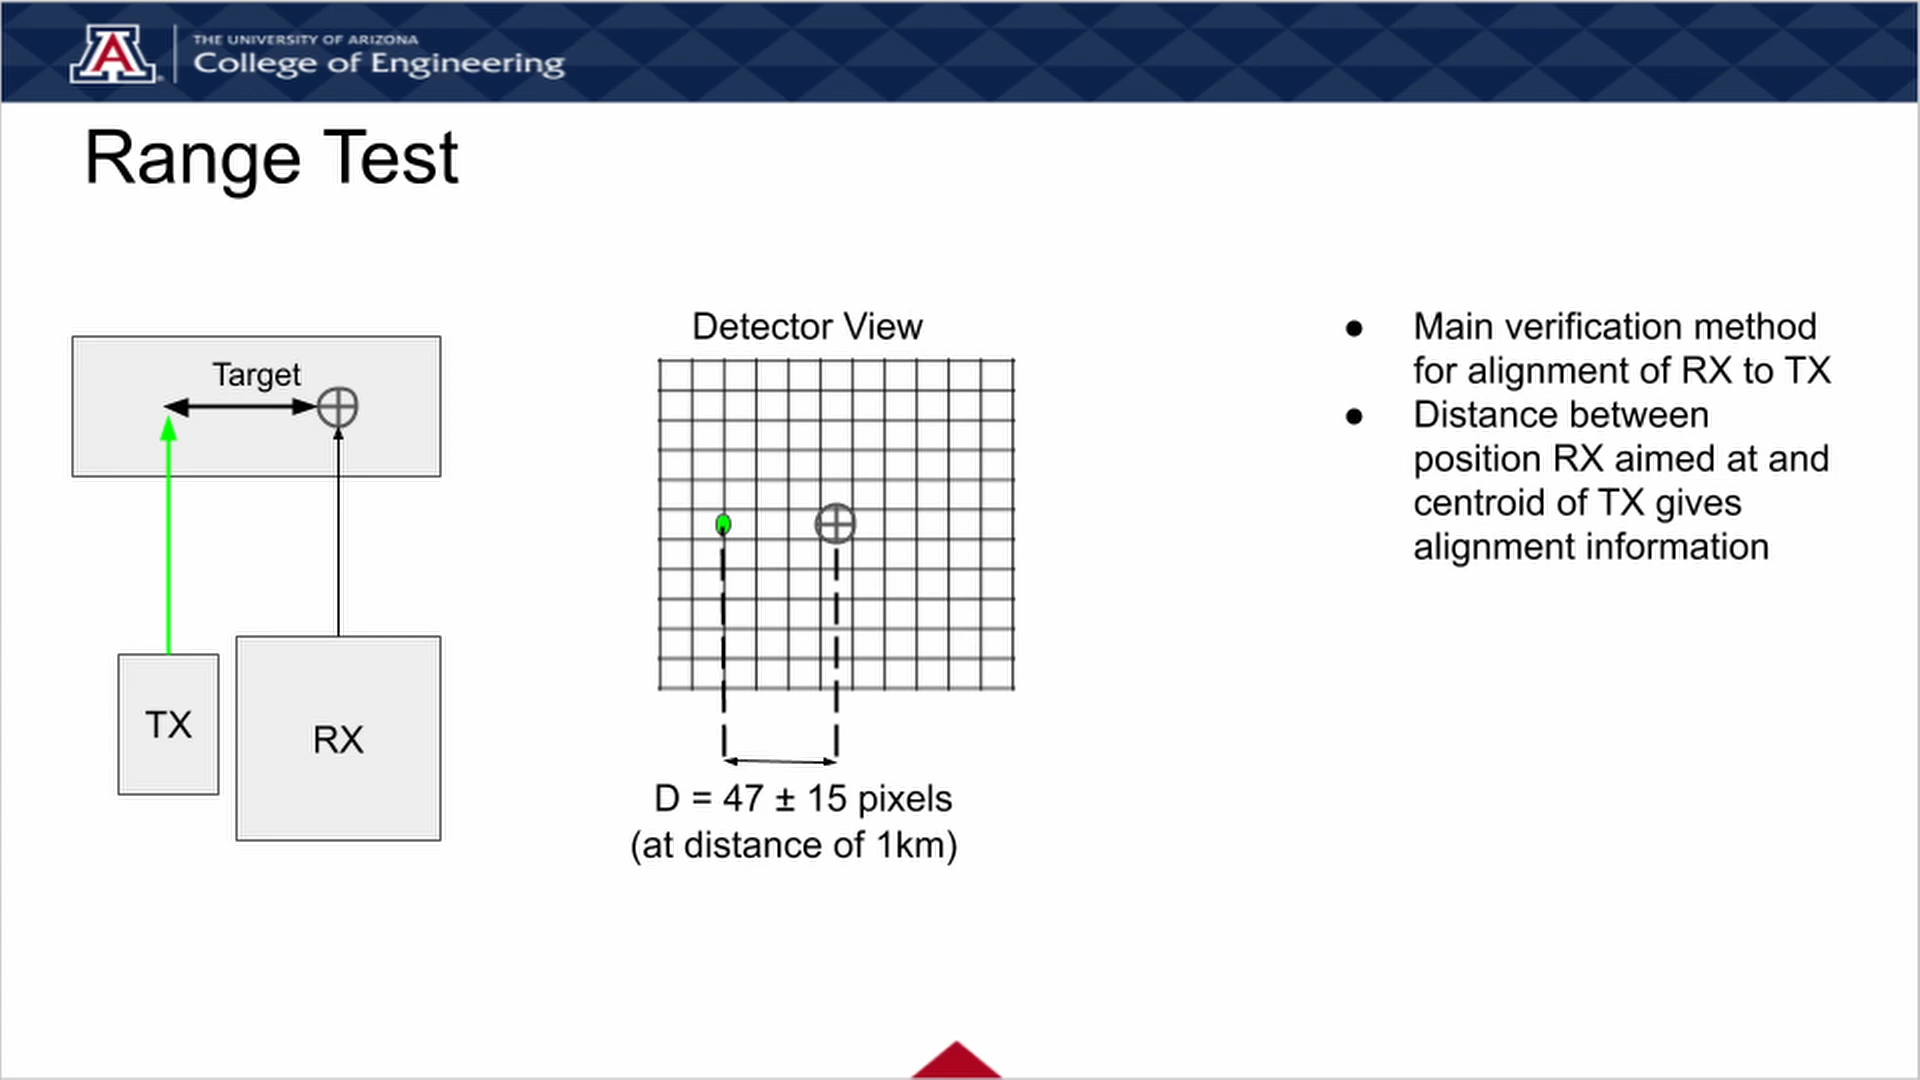 THE UNIVERSITY OF ARIZONA
College of Engineering
Range Test
Target
TX
RX
Detector View
D = 47 ± 15 pixels
(at distance of 1km)
● Main verification method
for alignment of RX to TX
● Distance between
position RX aimed at and
centroid of TX gives
alignment information